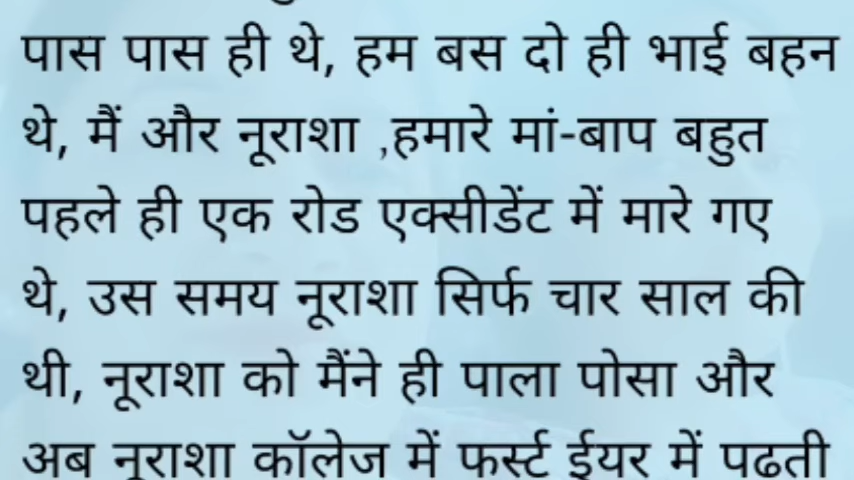 पास पास ही थे, हम बस दो ही भाई बहन
थे, मैं और नूराशा ,हमारे मां-बाप बहुत
पहले ही एक रोड एक्सीडेंट में मारे गए
थे, उस समय नूराशा सिर्फ चार साल की
थी, नूराशा को मैंने ही पाला पोसा और
अब नूराशा कॉलेज में फर्स्ट ईयर में पढती